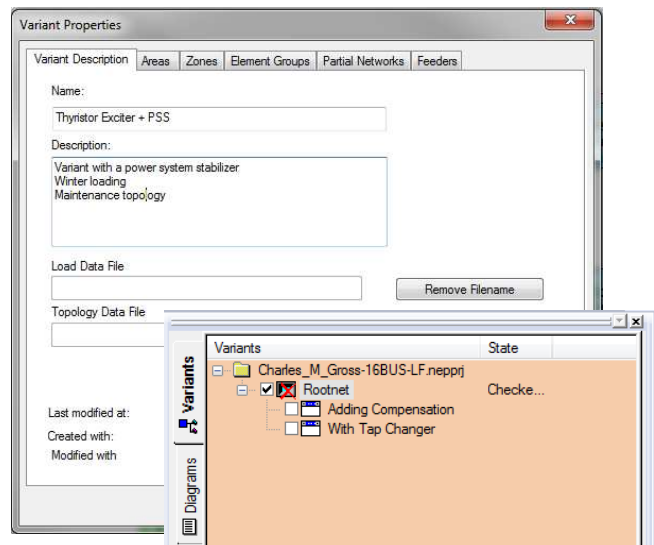 Variant Properties
Variant Description Areas Zones Element Groups Partial Networks Feeders
Name:
Thyristor Exciter + PSS
Description:
Variant with a power system stabilizer
Winter loading
Maintenance topology
Load Data File
Remove Filename
Topology Data File
Last modified at:
Created with:
Modified with
Variants
Diagrams
Variants State
Charles_M_Gross-16BUS-LF.nepprj
Rootnet Checke...
Adding Compensation
With Tap Changer